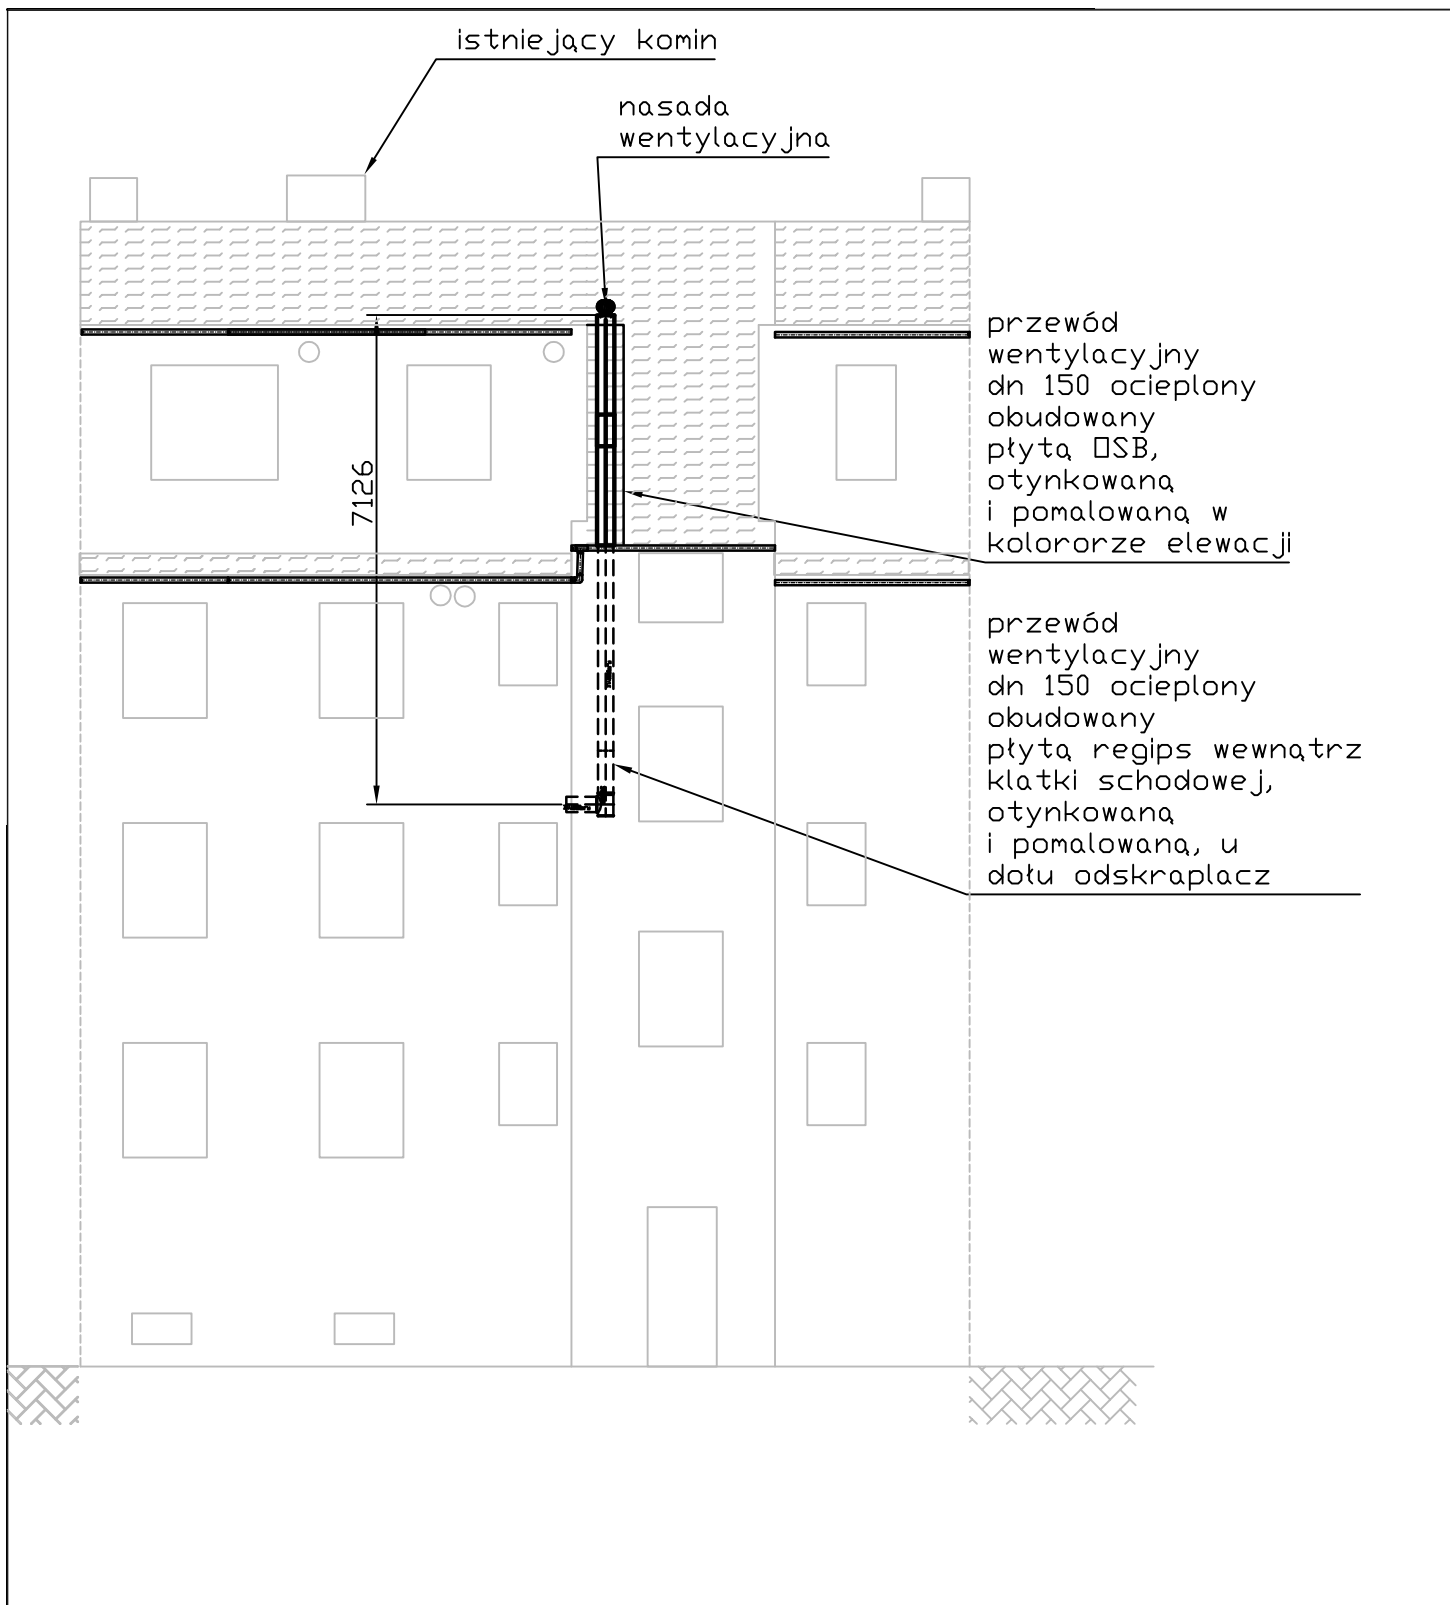 istniejący komin
nasada
wentylacyjna
przewód
wentylacyjny
dn 150 ocieplony
obudowany
płytą OSB,
otynkowaną
i pomalowaną w
kolororze elewacji
7126
przewód
wentylacyjny
dn 150 ocieplony
obudowany
płytą regips wewnątrz
klatki schodowej,
otynkowaną
i pomalowaną, u
dołu odskraplacz